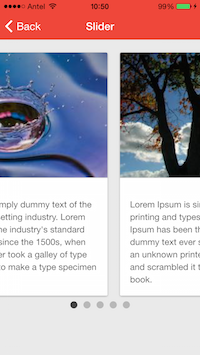 Antel 10:50 99%
Back Slider
mply dummy text of the
etting industry. Lorem
he industry's standard
since the 1500s, when
er took a galley of type
to make a type specimen
Lorem Ipsum is s
printing and types
Ipsum has been th
dummy text ever s
an unknown printe
and scrambled it t
book.